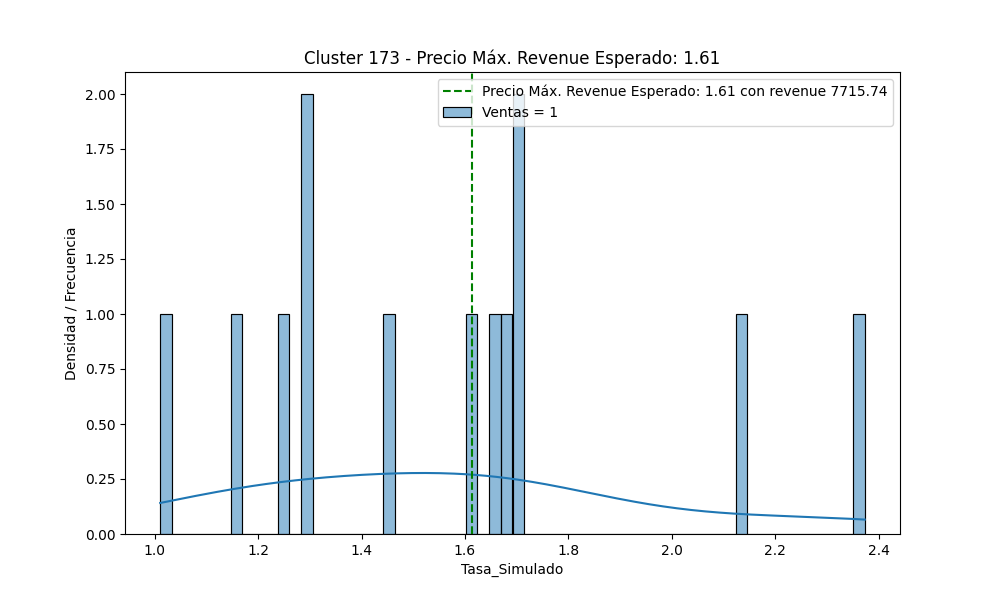 Cluster 173 - Precio Máx. Revenue Esperado: 1.61
Precio Máx. Revenue Esperado: 1.61 con revenue 7715.74
Ventas = 1
Densidad / Frecuencia
2.00
1.75
1.50
1.25
1.00
0.75
0.50
0.25
0.00
1.0 1.2 1.4 1.6 1.8 2.0 2.2 2.4
Tasa_Simulado